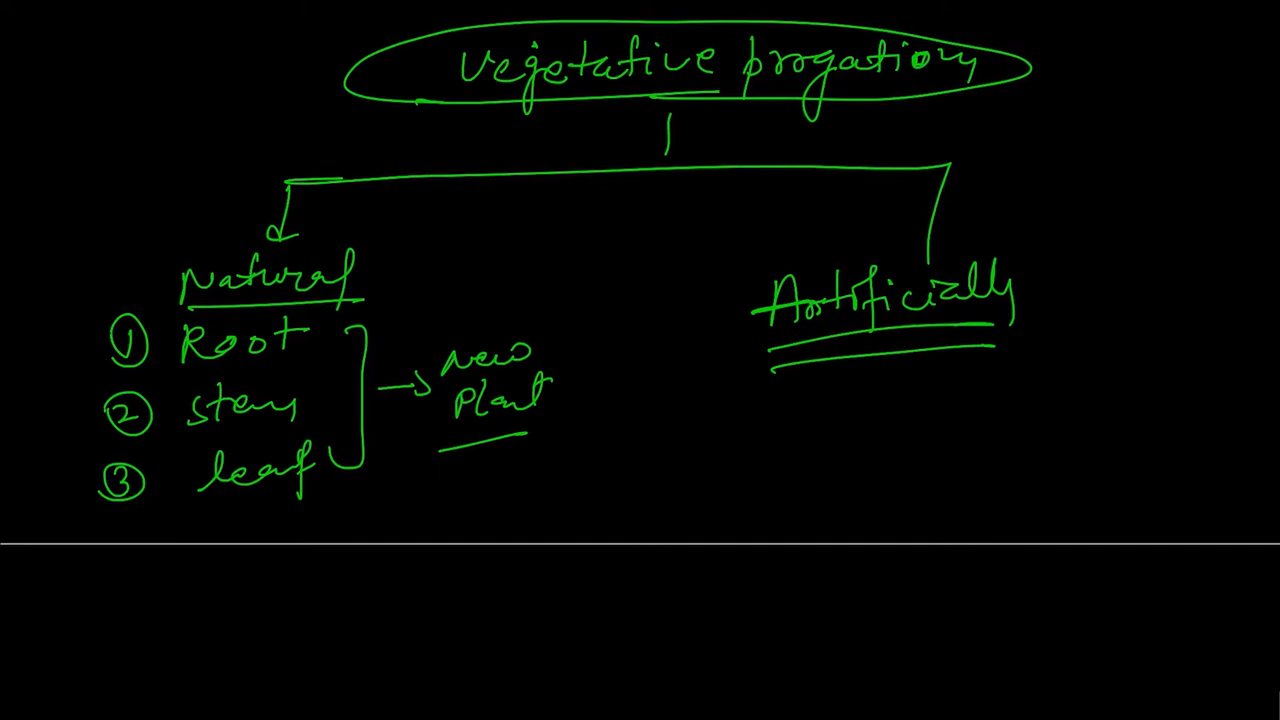 vegetative progation
Natural
Artificially
① Root
② stem
③ leaf
New
Plant